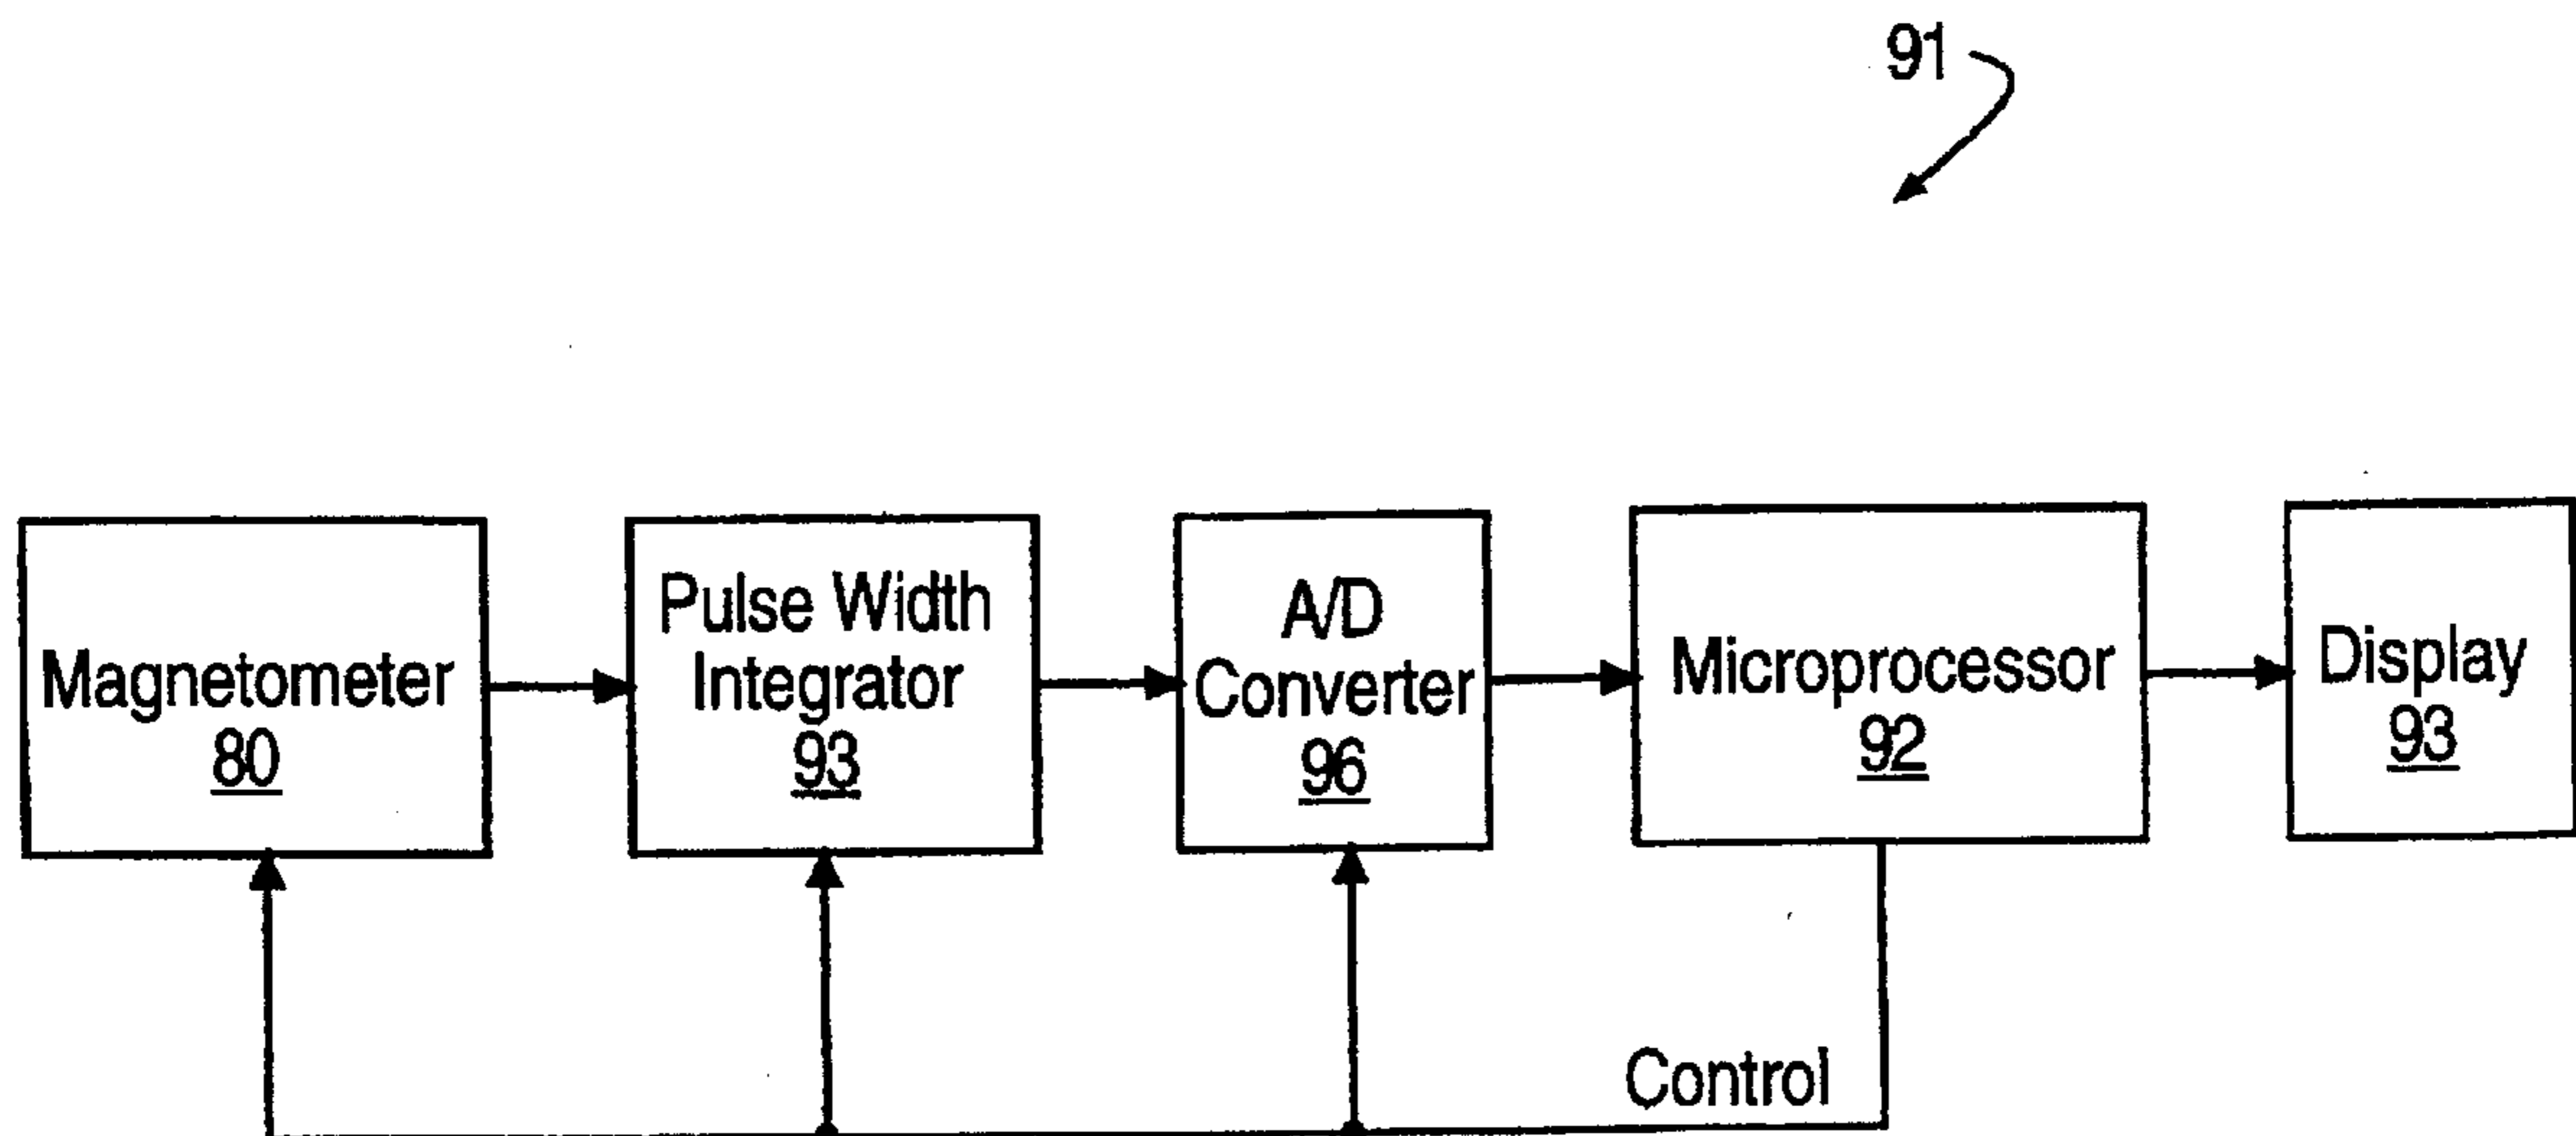 91
Magnetometer
80
Pulse Width
Integrator
93
A/D
Converter
96
Microprocessor
92
Display
93
Control